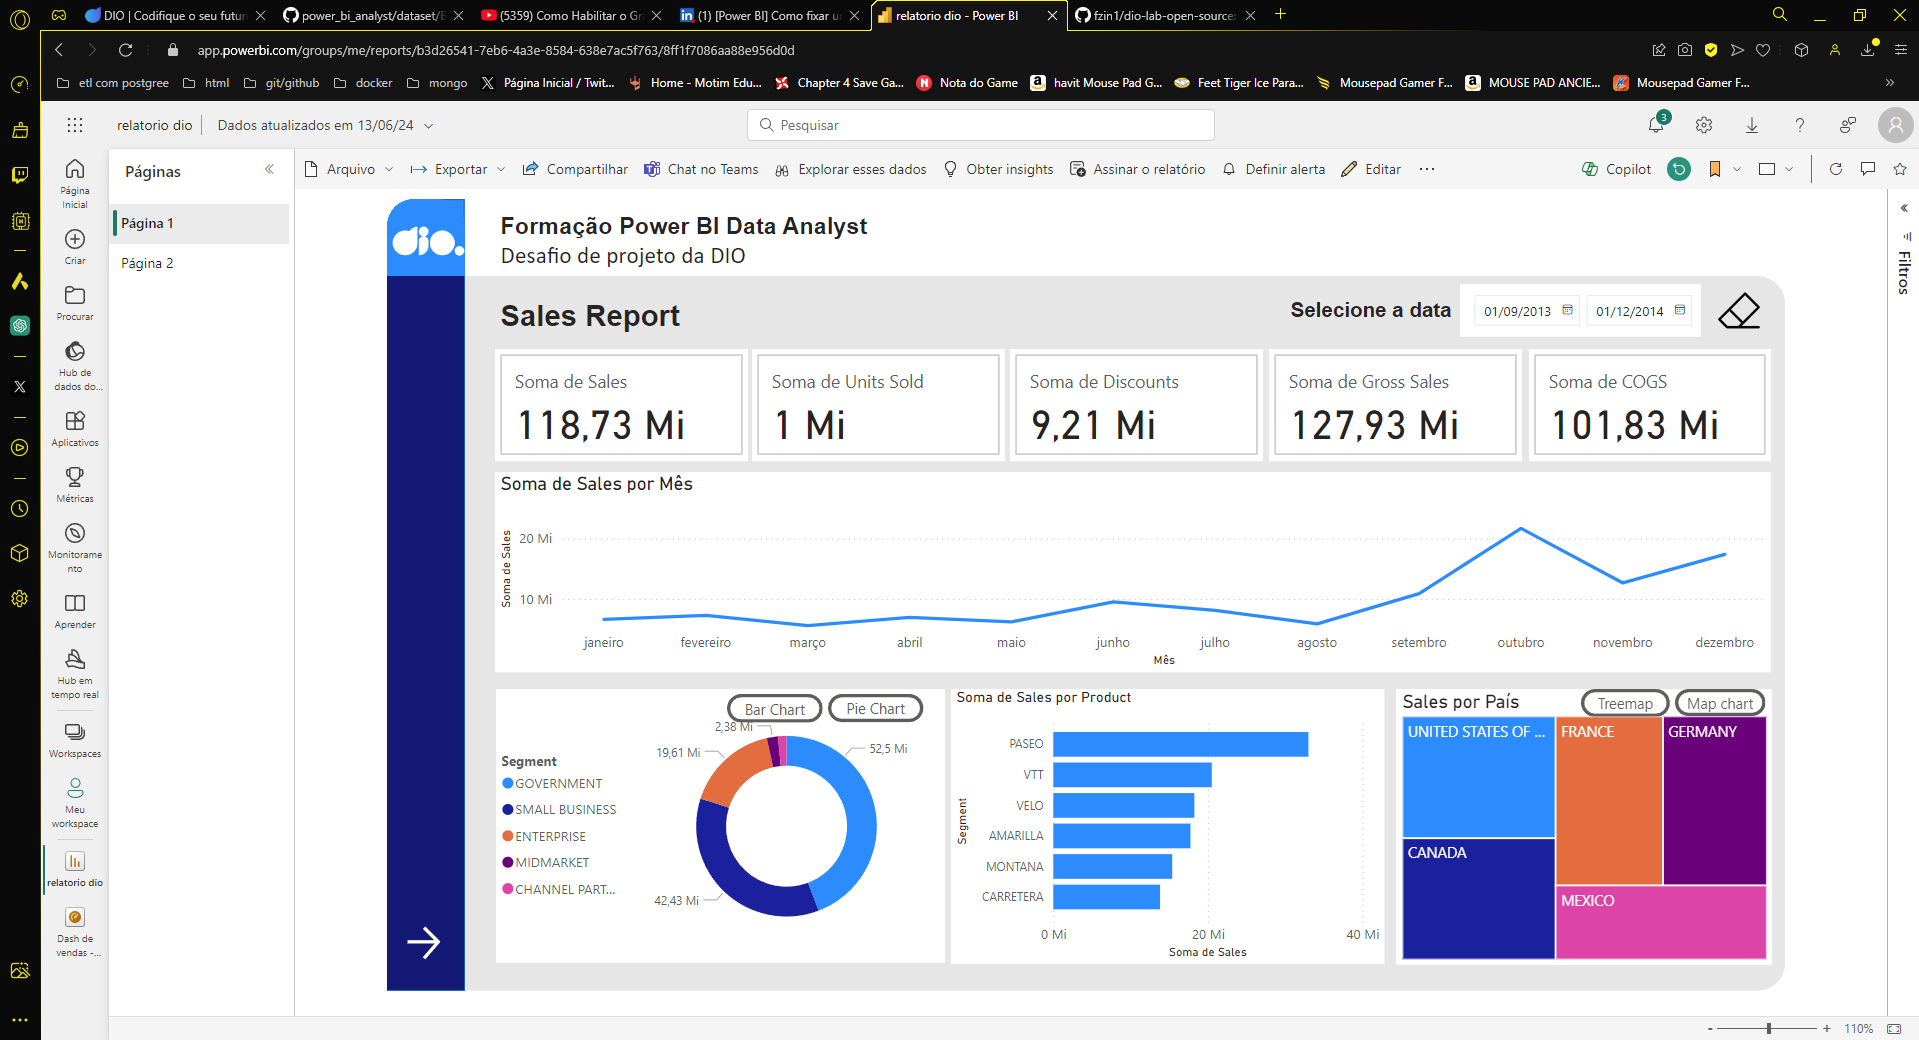 DIO | Codifique o seu futur
power_bi_analyst/dataset/B
(5359) Como Habilitar o Gr
(1) [Power BI] Como fixar u
relatorio dio - Power BI
fzin1/dio-lab-open-source:
app.powerbi.com/groups/me/reports/b3d26541-7eb6-4a3e-8584-638e7ac5f763/8ff1f7086aa88e956d0d
etl com postgree
html
git/github
docker
mongo
Página Inicial / Twit...
Home - Motim Edu...
Chapter 4 Save Ga...
Nota do Game
havit Mouse Pad G...
Feet Tiger Ice Para...
Mousepad Gamer F...
MOUSE PAD ANCIE...
Mousepad Gamer F...
relatorio dio
Dados atualizados em 13/06/24
Pesquisar
3
Página
Inicial
Criar
Procurar
Hub de
dados do...
Aplicativos
Métricas
Monitorame
nto
Aprender
Hub em
tempo real
Workspaces
Meu
workspace
relatorio dio
Dash de
vendas -...
Páginas
Página 1
Página 2
Arquivo
Exportar
Compartilhar
Chat no Teams
Explorar esses dados
Obter insights
Assinar o relatório
Definir alerta
Editar
Copilot
Filtros
dio.
Formação Power BI Data Analyst
Desafio de projeto da DIO
Sales Report
Selecione a data
01/09/2013
01/12/2014
Soma de Sales
118,73 Mi
Soma de Units Sold
1 Mi
Soma de Discounts
9,21 Mi
Soma de Gross Sales
127,93 Mi
Soma de COGS
101,83 Mi
Soma de Sales por Mês
Soma de Sales
20 Mi
10 Mi
janeiro
fevereiro
março
abril
maio
junho
julho
agosto
setembro
outubro
novembro
dezembro
Mês
Bar Chart
Pie Chart
Segment
GOVERNMENT
SMALL BUSINESS
ENTERPRISE
MIDMARKET
CHANNEL PART...
2,38 Mi
19,61 Mi
52,5 Mi
42,43 Mi
Soma de Sales por Product
Segment
PASEO
VTT
VELO
AMARILLA
MONTANA
CARRETERA
0 Mi
20 Mi
40 Mi
Soma de Sales
Sales por País
Treemap
Map chart
UNITED STATES OF ...
FRANCE
GERMANY
CANADA
MEXICO
- + 110%